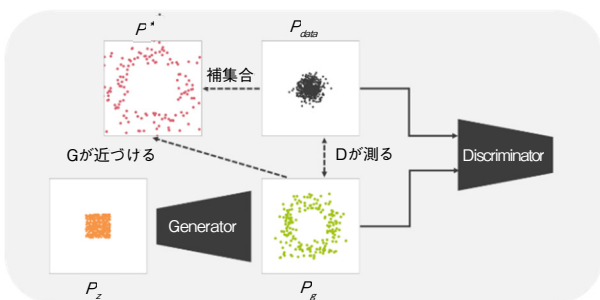 P*
P_data
補集合
Gが近づける
Dが測る
Discriminator
Generator
P_z
P_g